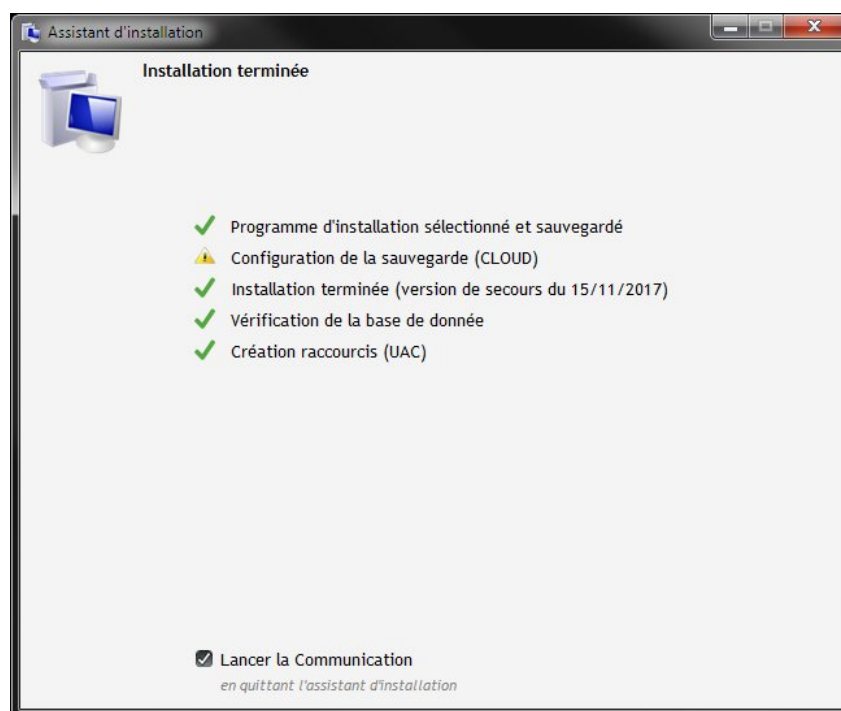 Assistant d'installation
Installation terminée
Programme d'installation sélectionné et sauvegardé
Configuration de la sauvegarde (CLOUD)
Installation terminée (version de secours du 15/11/2017)
Vérification de la base de donnée
Création raccourcis (UAC)
Lancer la Communication
en quittant l'assistant d'installation